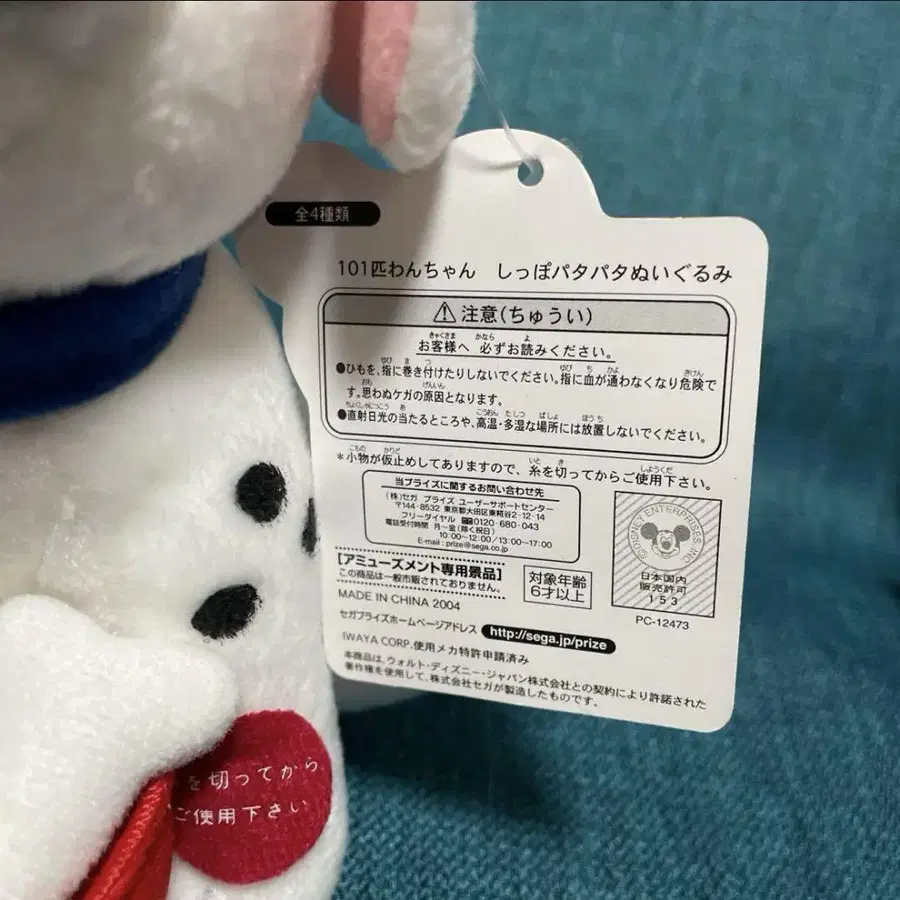 全4種類
101匹わんちゃん しっぽパタパタぬいぐるみ
⚠注意(ちゅうい)
お客様へ 必ずお読みください。
●ひもを、指に巻き付けたりしないでください。指に血が通わなくなり危険で
す。思わぬケガの原因となります。
●直射日光の当たるところや、高温・多湿な場所には放置しないでください。
*小物が仮止めしてありますので、糸を切ってからご使用下さい。
当プライズに関するお問い合わせ先
(株)セガ プライズ ユーザーサポートセンター
〒144-8532 東京都大田区東糀谷2-12-14
フリーダイヤル 0120-680-043
電話受付時間 月〜金(除く祝日)
10:00〜12:00/13:00〜17:00
E-mail : prize@sega.co.jp
[アミューズメント専用景品]
この商品は一般市販されておりません。
対象年齢
6才以上
©DISNEY ENTERPRISES, INC
日本国内
販売許可
153
PC-12473
MADE IN CHINA 2004
セガプライズホームページアドレス http://sega.jp/prize
IWAYA CORP.使用メカ特許申請済み
本商品は、ウォルト・ディズニー・ジャパン株式会社との契約により許諾された
著作権を使用して、株式会社セガが製造したものです。
を切ってから
ご使用下さい